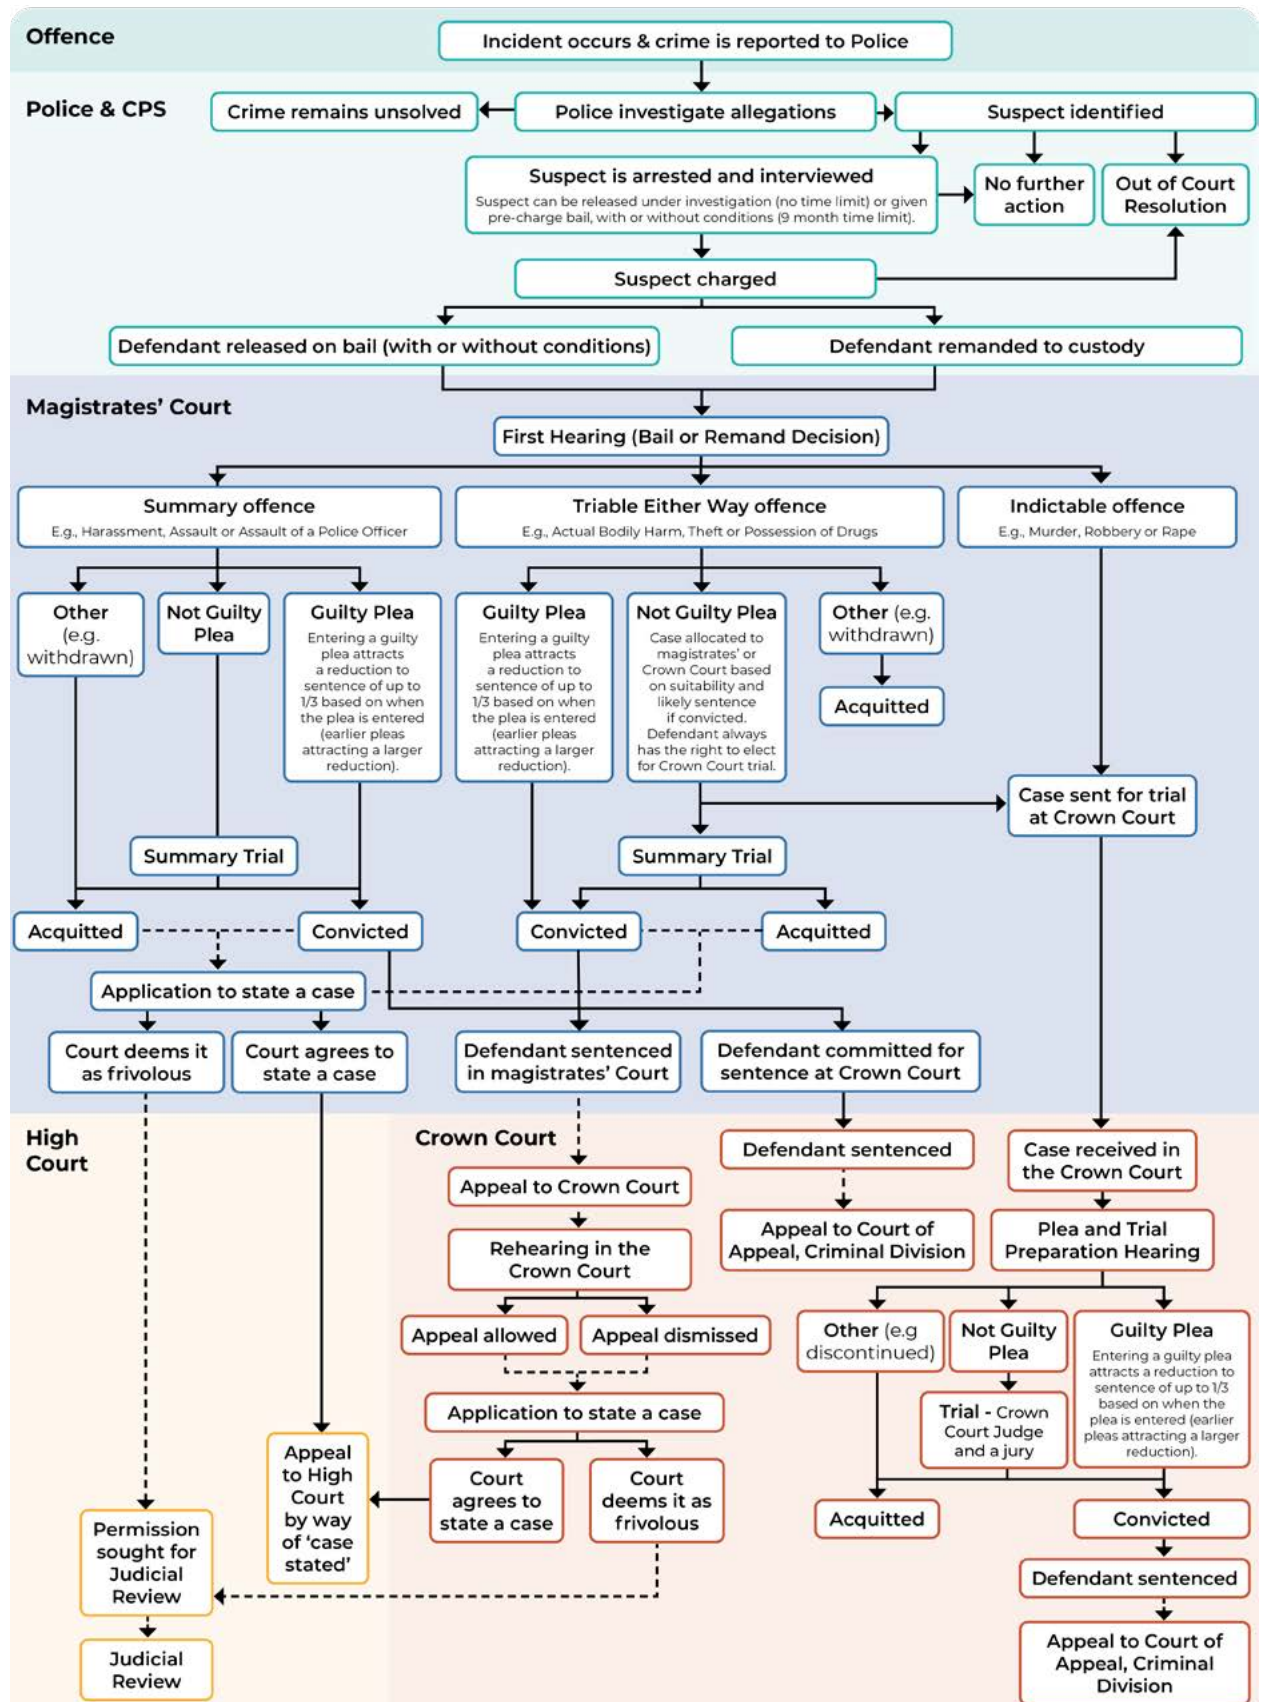 Offence
Incident occurs & crime is reported to Police
Police & CPS
Crime remains unsolved
Police investigate allegations
Suspect identified
Suspect is arrested and interviewed
Suspect can be released under investigation (no time limit) or given
pre-charge bail, with or without conditions (9 month time limit).
No further
action
Out of Court
Resolution
Suspect charged
Defendant released on bail (with or without conditions)
Defendant remanded to custody
Magistrates’ Court
First Hearing (Bail or Remand Decision)
Summary offence
E.g., Harassment, Assault or Assault of a Police Officer
Triable Either Way offence
E.g., Actual Bodily Harm, Theft or Possession of Drugs
Indictable offence
E.g., Murder, Robbery or Rape
Other
(e.g.
withdrawn)
Not Guilty
Plea
Guilty Plea
Entering a guilty
plea attracts
a reduction to
sentence of up to
1/3 based on when
the plea is entered
(earlier pleas
attracting a larger
reduction).
Guilty Plea
Entering a guilty
plea attracts
a reduction to
sentence of up to
1/3 based on when
the plea is entered
(earlier pleas
attracting a larger
reduction).
Not Guilty Plea
Case allocated to
magistrates’ or
Crown Court based
on suitability and
likely sentence
if convicted.
Defendant always
has the right to elect
for Crown Court trial.
Other (e.g.
withdrawn)
Acquitted
Case sent for trial
at Crown Court
Summary Trial
Summary Trial
Acquitted
Convicted
Convicted
Acquitted
Application to state a case
Court deems it
as frivolous
Court agrees to
state a case
Defendant sentenced
in magistrates’ Court
Defendant committed for
sentence at Crown Court
High
Court
Crown Court
Defendant sentenced
Case received in
the Crown Court
Appeal to Crown Court
Appeal to Court of
Appeal, Criminal Division
Plea and Trial
Preparation Hearing
Rehearing in the
Crown Court
Appeal allowed
Appeal dismissed
Other (e.g
discontinued)
Not Guilty
Plea
Guilty Plea
Entering a guilty plea
attracts a reduction to
sentence of up to 1/3
based on when the
plea is entered (earlier
pleas attracting a larger
reduction).
Trial - Crown
Court Judge
and a jury
Application to state a case
Appeal
to High
Court
by way
of ‘case
stated’
Court
agrees to
state a case
Court
deems it as
frivolous
Acquitted
Convicted
Permission
sought for
Judicial
Review
Defendant sentenced
Judicial
Review
Appeal to Court of
Appeal, Criminal
Division